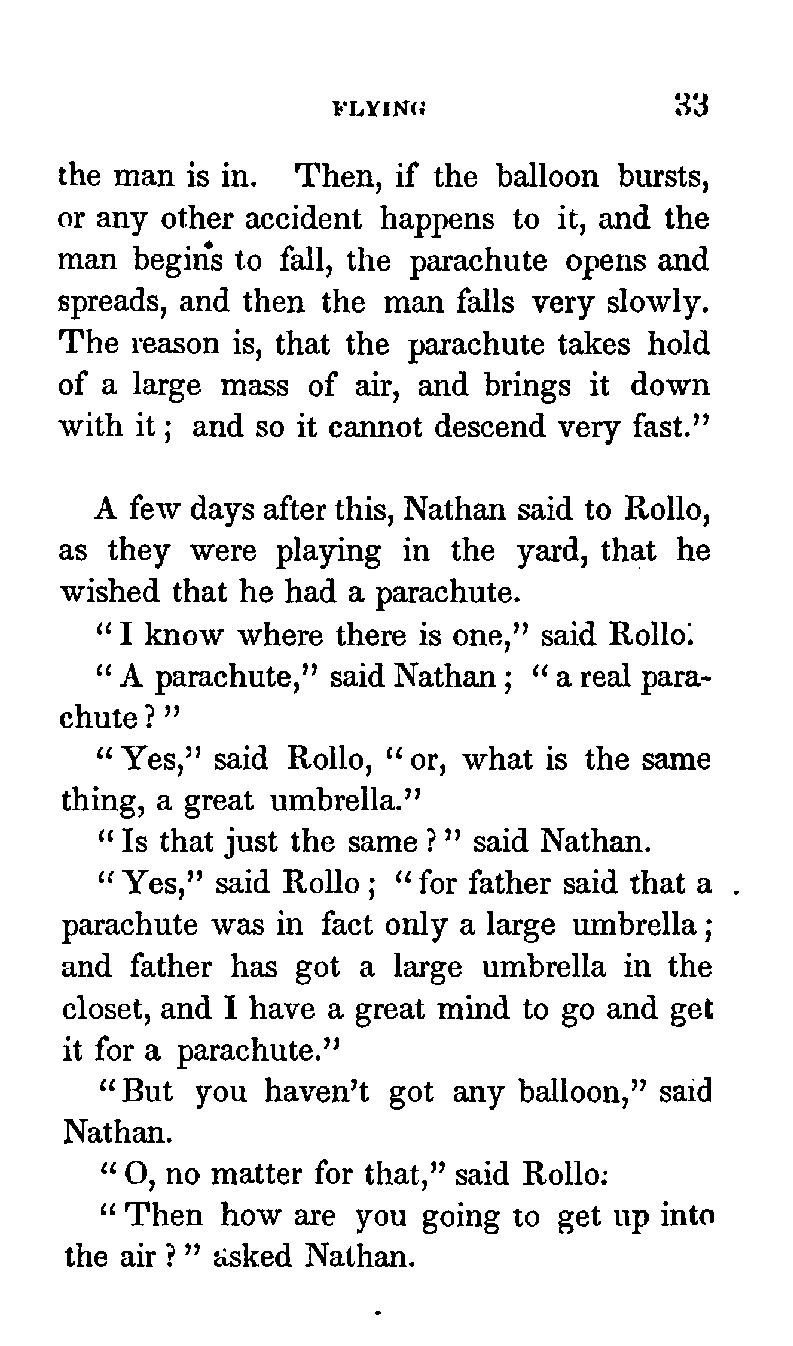 FLYING 33
the man is in. Then, if the balloon bursts,
or any other accident happens to it, and the
man begins to fall, the parachute opens and
spreads, and then the man falls very slowly.
The reason is, that the parachute takes hold
of a large mass of air, and brings it down
with it; and so it cannot descend very fast."
A few days after this, Nathan said to Rollo,
as they were playing in the yard, that he
wished that he had a parachute.
"I know where there is one," said Rollo.
"A parachute," said Nathan; "a real para-
chute?"
"Yes," said Rollo, "or, what is the same
thing, a great umbrella."
"Is that just the same?" said Nathan.
"Yes," said Rollo; "for father said that a
parachute was in fact only a large umbrella;
and father has got a large umbrella in the
closet, and I have a great mind to go and get
it for a parachute."
"But you haven't got any balloon," said
Nathan.
"O, no matter for that," said Rollo.
"Then how are you going to get up into
the air?" asked Nathan.